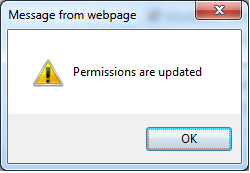 Message from webpage
Permissions are updated
OK